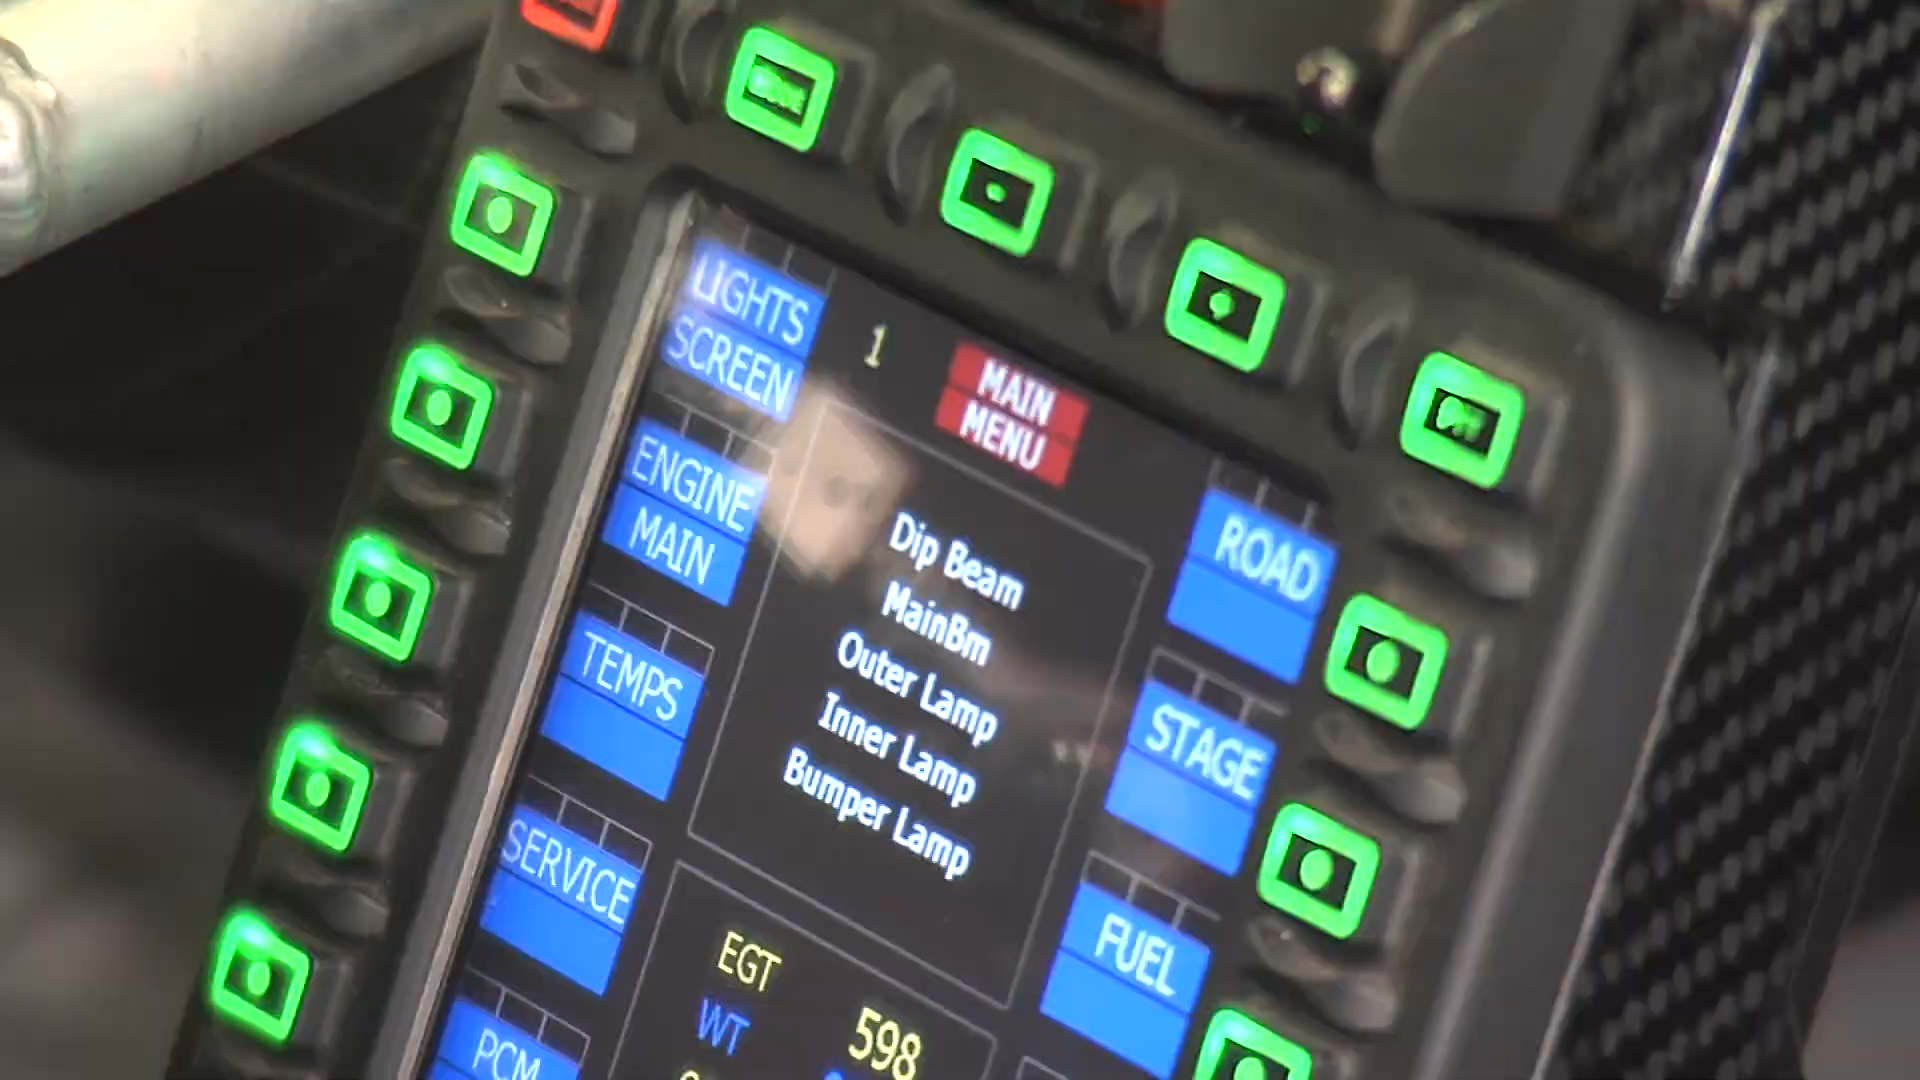 LIGHTS
SCREEN
1
MAIN
MENU
ENGINE
MAIN
Dip Beam
MainBm
Outer Lamp
Inner Lamp
Bumper Lamp
ROAD
TEMPS
STAGE
SERVICE
FUEL
EGT
598
WT
PCM